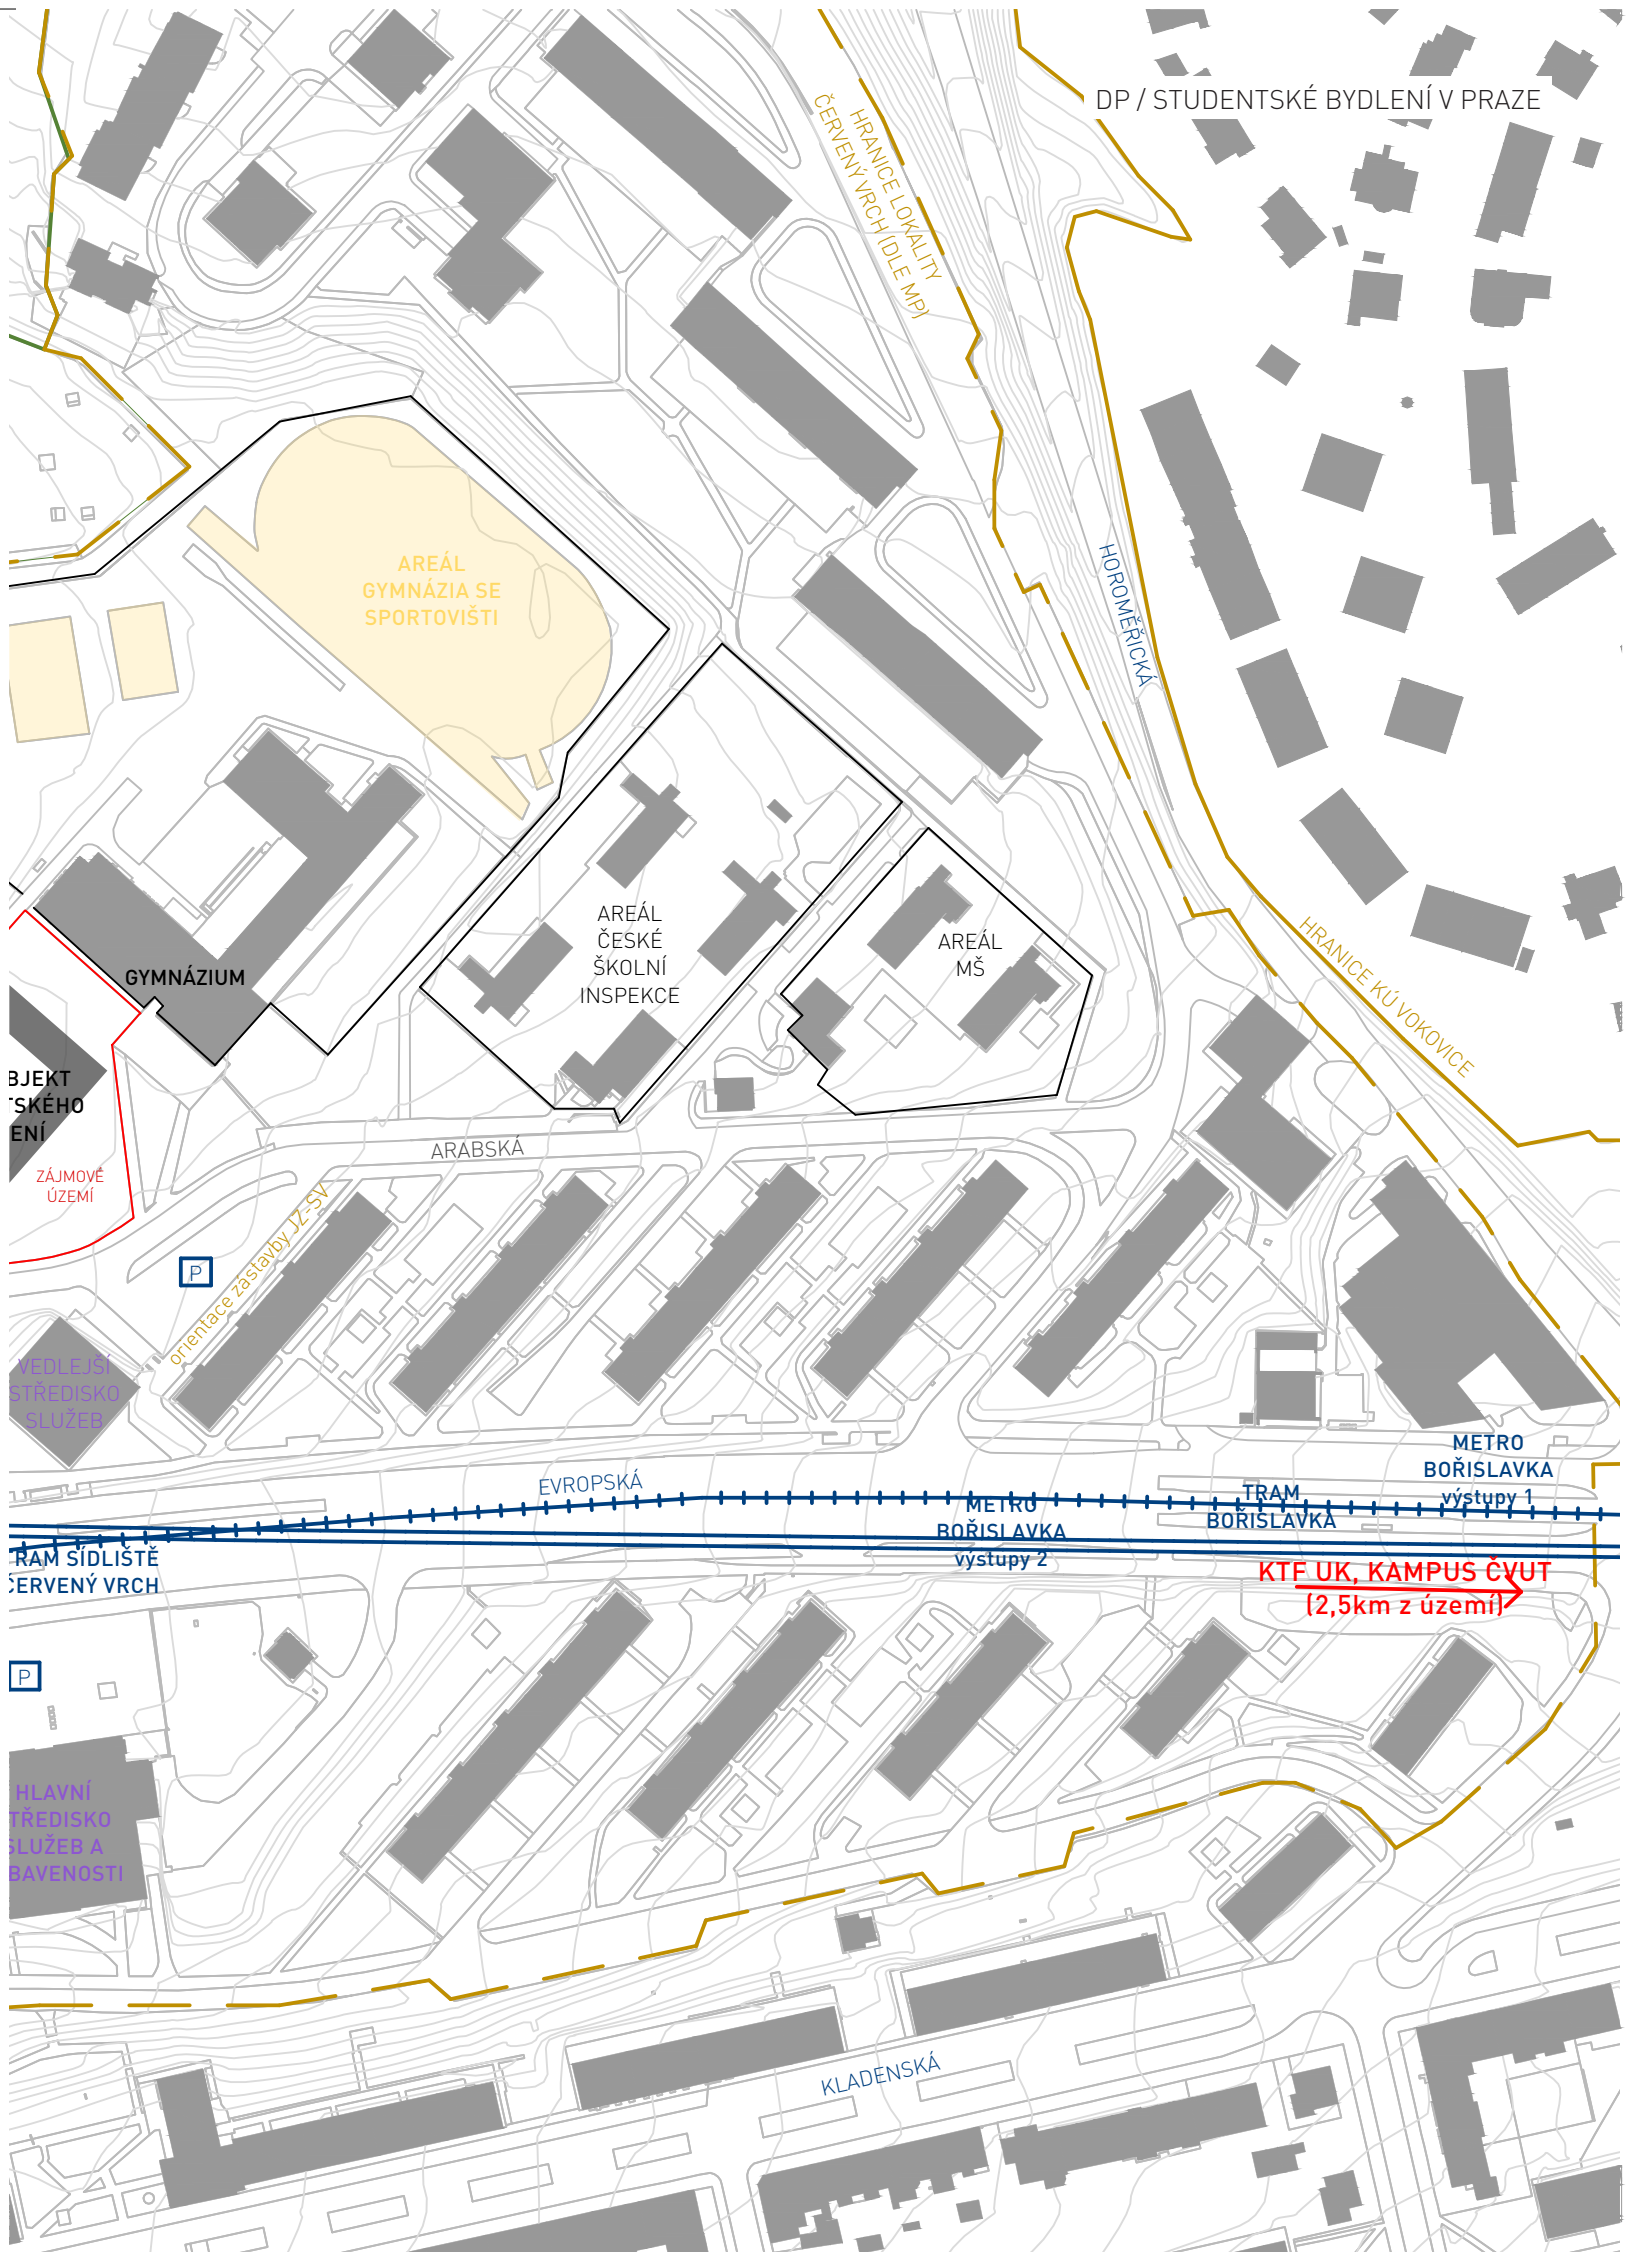 DP / STUDENTSKÉ BYDLENÍ V PRAZE
HRANICE LOKALITY
ČERVENÝ VRCH (DLE MP)
AREÁL
GYMNÁZIA SE
SPORTOVIŠTI
HOROMĚŘICKÁ
AREÁL
ČESKÉ
ŠKOLNÍ
INSPEKCE
AREÁL
MŠ
GYMNÁZIUM
HRANICE KÚ VOKOVICE
BJEKT
TSKÉHO
ENÍ
ZÁJMOVÉ
ÚZEMÍ
ARABSKÁ
orientace zástavby JZ-SV
P
VEDLEJŠÍ
STŘEDISKO
SLUŽEB
EVROPSKÁ
METRO
BOŘISLAVKA
výstupy 1
TRAM
BOŘISLAVKA
METRO
BOŘISLAVKA
výstupy 2
RAM SÍDLIŠTĚ
ČERVENÝ VRCH
KTF UK, KAMPUS ČVUT
(2,5km z území)
P
HLAVNÍ
TŘEDISKO
SLUŽEB A
BAVENOSTI
KLADENSKÁ